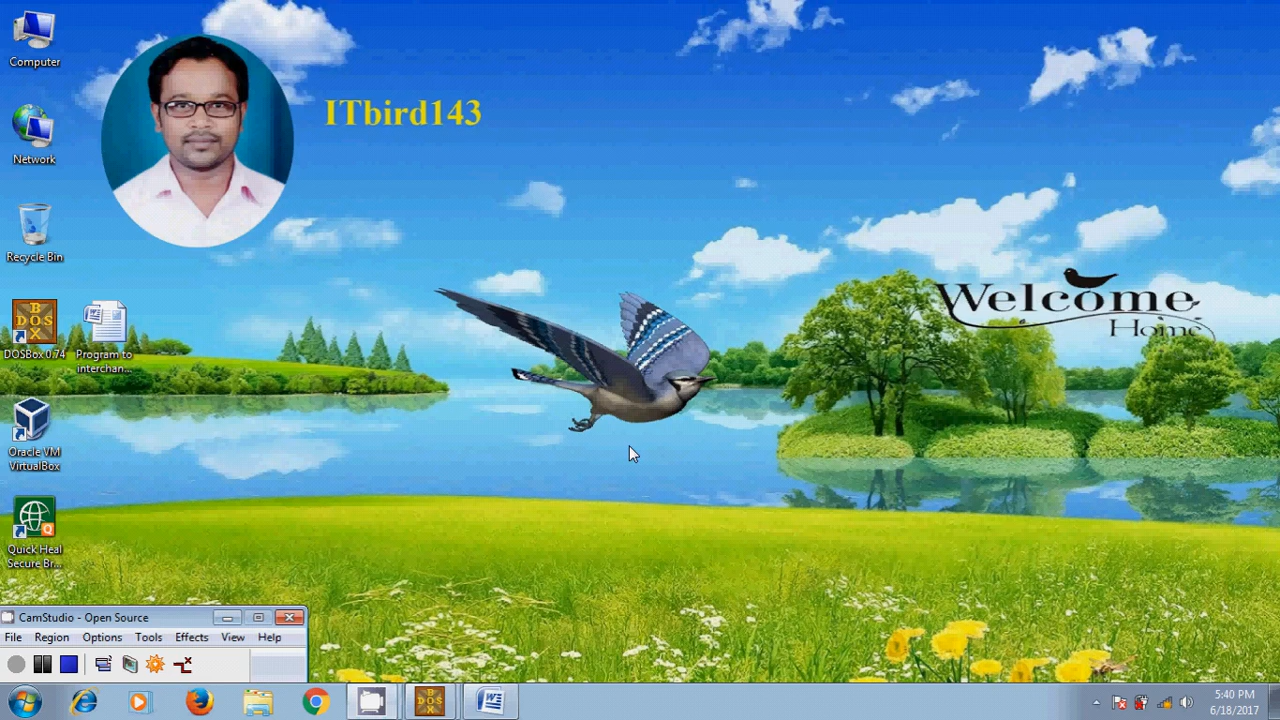 Computer
ITbird143
Network
Recycle Bin
Welcome
Home
DOSBox 0.74
Program to
interchan...
Oracle VM
VirtualBox
Quick Heal
Secure Br...
CamStudio - Open Source
File Region Options Tools Effects View Help
5:40 PM
6/18/2017